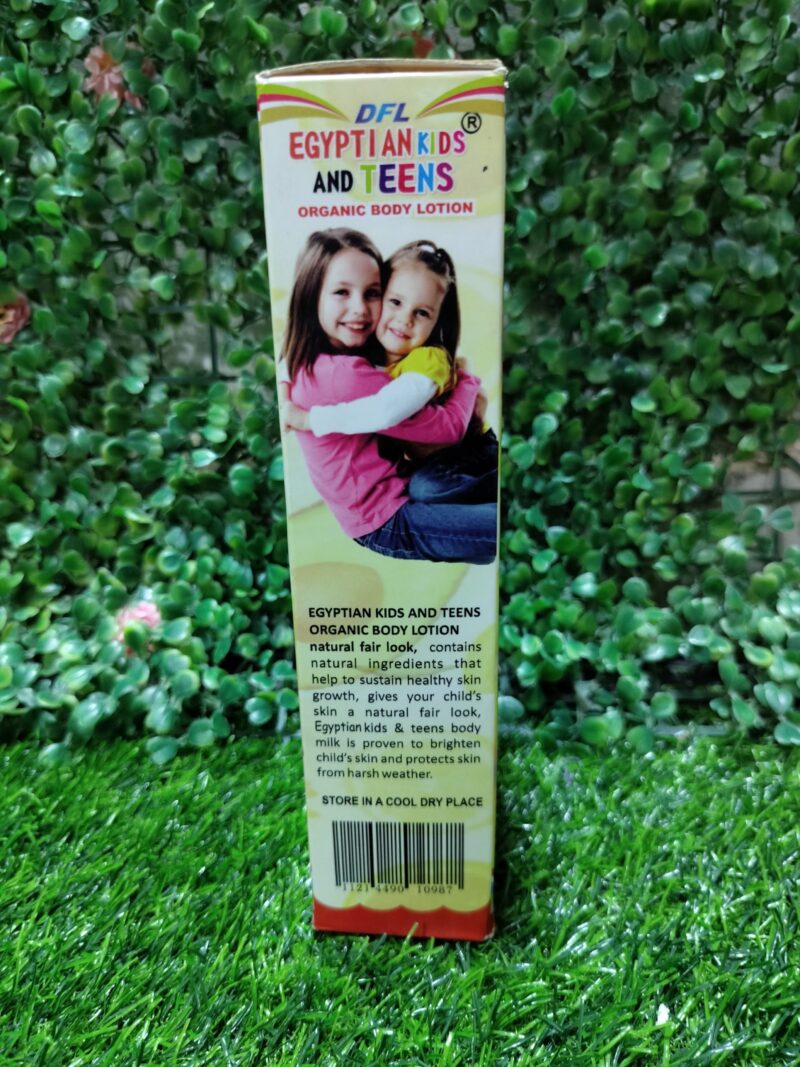 DFL
EGYPTIAN KIDS ®
AND TEENS
ORGANIC BODY LOTION
EGYPTIAN KIDS AND TEENS
ORGANIC BODY LOTION
natural fair look, contains
natural ingredients that
help to sustain healthy skin
growth, gives your child's
skin a natural fair look,
Egyptian kids & teens body
milk is proven to brighten
child's skin and protects skin
from harsh weather.
STORE IN A COOL DRY PLACE
1121 4490 10987